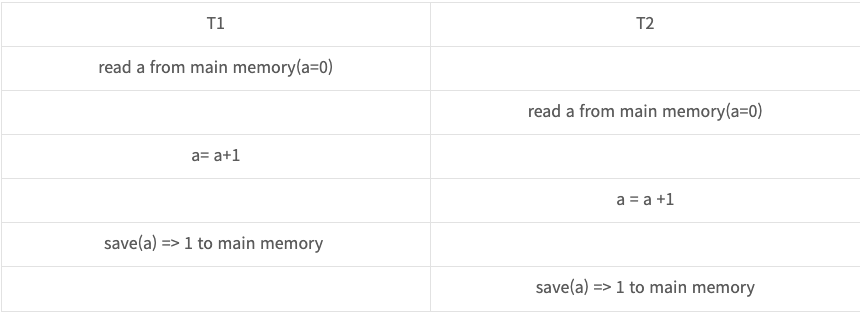 T1 T2
read a from main memory(a=0)
read a from main memory(a=0)
a= a+1
a = a +1
save(a) => 1 to main memory
save(a) => 1 to main memory